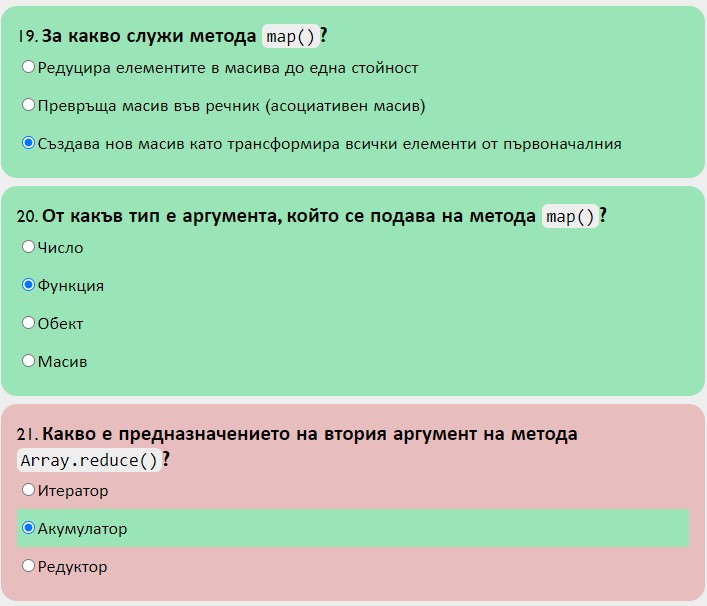 19. За какво служи метода map()?
Редуцира елементите в масива до една стойност
Превръща масив във речник (асоциативен масив)
Създава нов масив като трансформира всички елементи от първоначалния
20. От какъв тип е аргумента, който се подава на метода map()?
Число
Функция
Обект
Масив
21. Какво е предназначението на втория аргумент на метода
Array.reduce()?
Итератор
Акумулатор
Редуктор